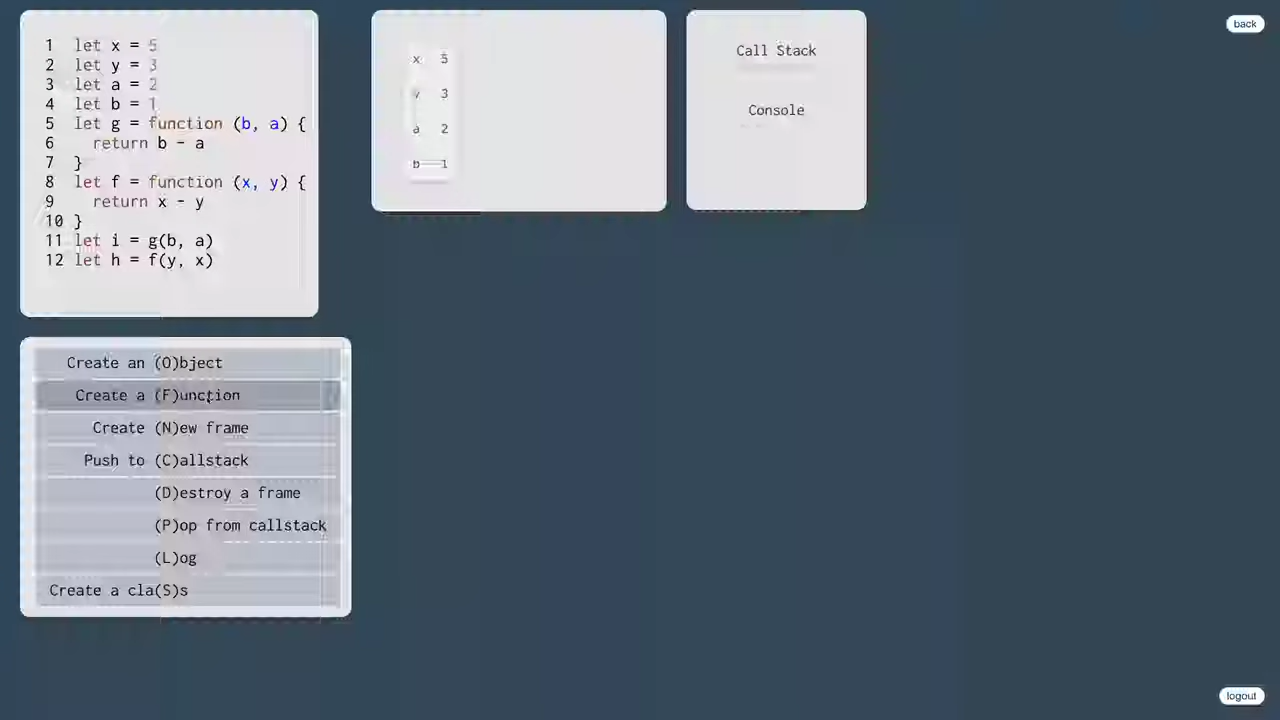 1 let x = 5
2 let y = 3
3 let a = 2
4 let b = 1
5 let g = function (b, a) {
6 return b - a
7 }
8 let f = function (x, y) {
9 return x - y
10 }
11 let i = g(b, a)
12 let h = f(y, x)
x 5
y 3
a 2
b 1
Call Stack
Console
back
Create an (O)bject
Create a (F)unction
Create (N)ew frame
Push to (C)allstack
(D)estroy a frame
(P)op from callstack
(L)og
Create a cla(S)s
logout